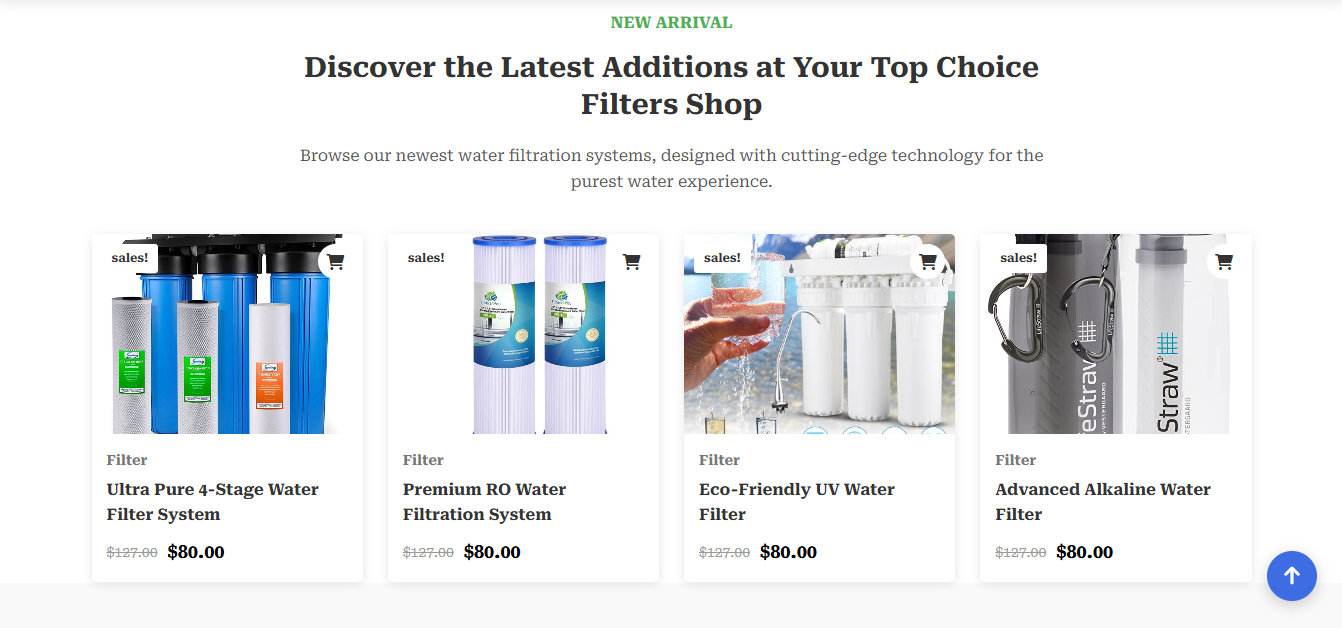 NEW ARRIVAL
Discover the Latest Additions at Your Top Choice
Filters Shop
Browse our newest water filtration systems, designed with cutting-edge technology for the
purest water experience.
sales!
sales!
sales!
sales!
LifeStraw
eStraw
Straw
VESTERGAARD
Filter
Ultra Pure 4-Stage Water
Filter System
$127.00 $80.00
Filter
Premium RO Water
Filtration System
$127.00 $80.00
Filter
Eco-Friendly UV Water
Filter
$127.00 $80.00
Filter
Advanced Alkaline Water
Filter
$127.00 $80.00